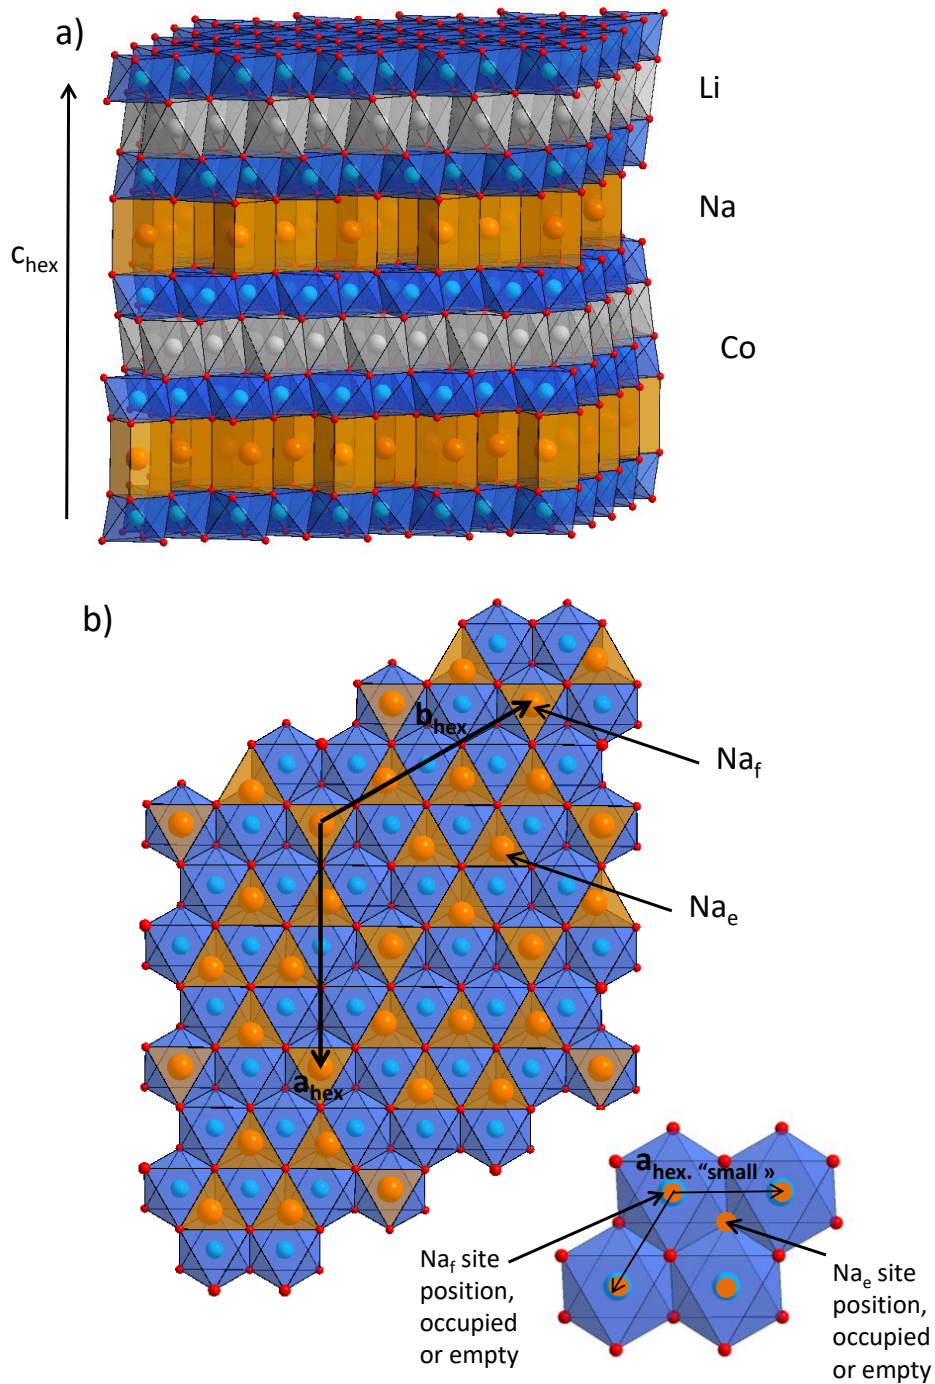 a)
Li
Na
c_hex
Co
b)
b_hex
Na_f
Na_e
a_hex
a_hex. “small »
Na_f site
position,
occupied
or empty
Na_e site
position,
occupied
or empty